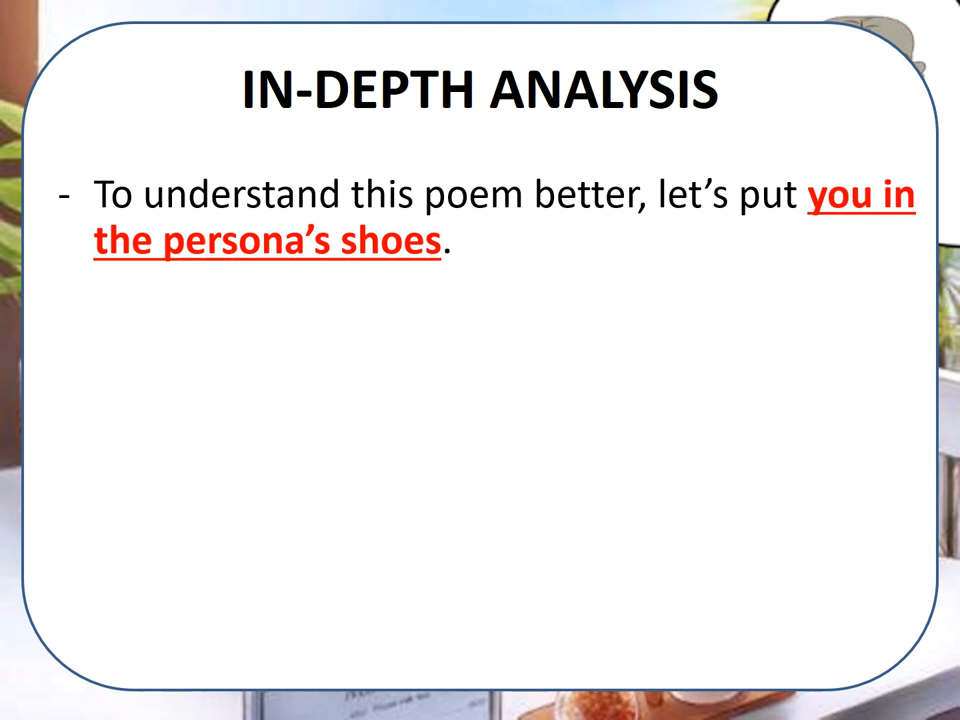 IN-DEPTH ANALYSIS
- To understand this poem better, let’s put you in
the persona’s shoes.